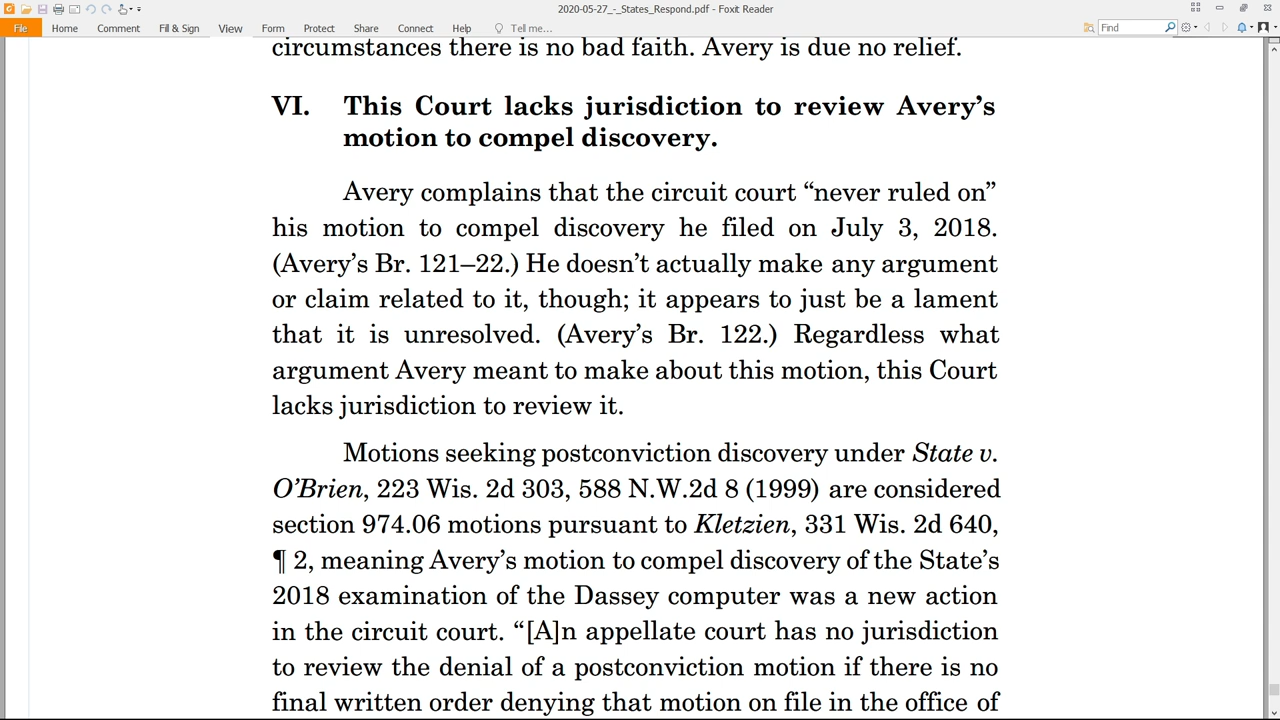 2020-05-27_-_States_Respond.pdf - Foxit Reader
File Home Comment Fill & Sign View Form Protect Share Connect Help Tell me... Find
circumstances there is no bad faith. Avery is due no relief.
VI. This Court lacks jurisdiction to review Avery’s
motion to compel discovery.
Avery complains that the circuit court “never ruled on”
his motion to compel discovery he filed on July 3, 2018.
(Avery’s Br. 121–22.) He doesn’t actually make any argument
or claim related to it, though; it appears to just be a lament
that it is unresolved. (Avery’s Br. 122.) Regardless what
argument Avery meant to make about this motion, this Court
lacks jurisdiction to review it.
Motions seeking postconviction discovery under State v.
O’Brien, 223 Wis. 2d 303, 588 N.W.2d 8 (1999) are considered
section 974.06 motions pursuant to Kletzien, 331 Wis. 2d 640,
¶ 2, meaning Avery’s motion to compel discovery of the State’s
2018 examination of the Dassey computer was a new action
in the circuit court. “[A]n appellate court has no jurisdiction
to review the denial of a postconviction motion if there is no
final written order denying that motion on file in the office of